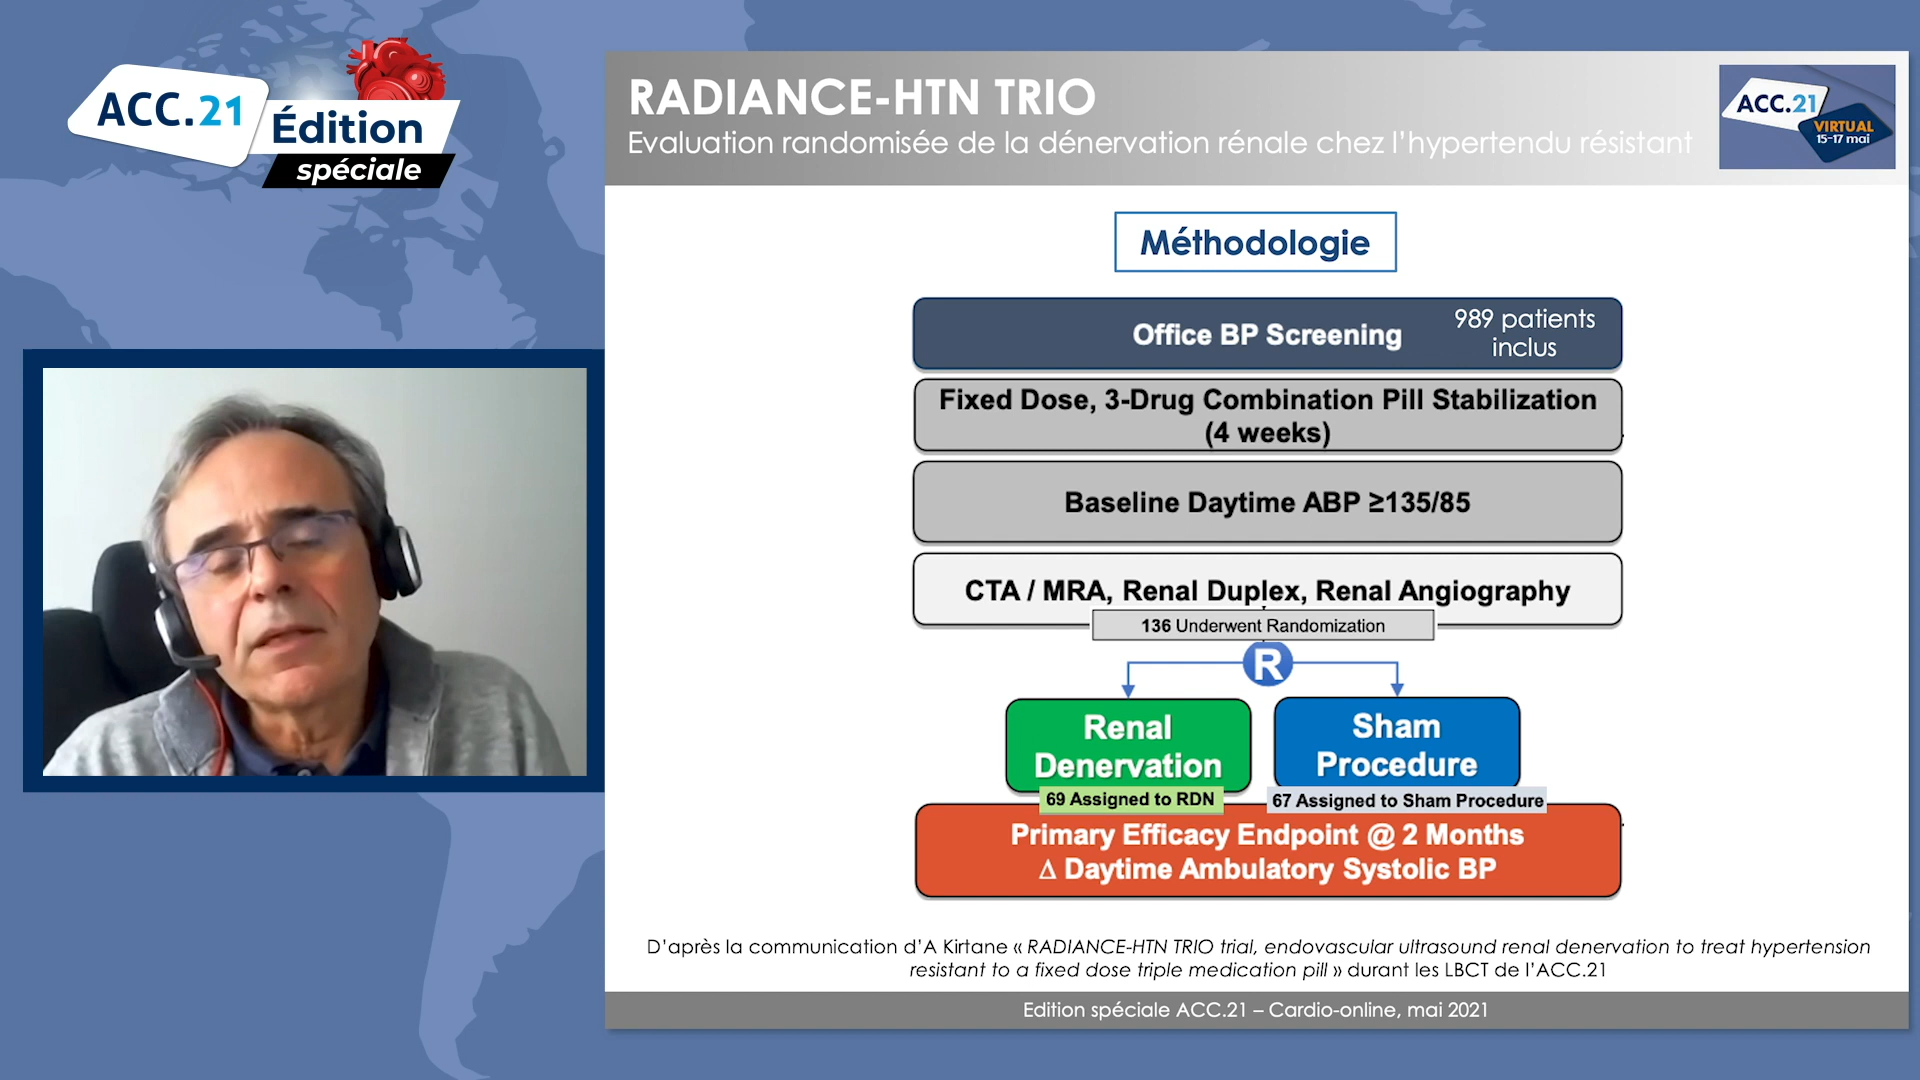 ACC.21
Édition
spéciale
RADIANCE-HTN TRIO
Evaluation randomisée de la dénervation rénale chez l'hypertendu résistant
ACC.21
VIRTUAL
15-17 mai
Méthodologie
Office BP Screening
989 patients
inclus
Fixed Dose, 3-Drug Combination Pill Stabilization
(4 weeks)
Baseline Daytime ABP ≥135/85
CTA / MRA, Renal Duplex, Renal Angiography
136 Underwent Randomization
R
Renal
Denervation
Sham
Procedure
69 Assigned to RDN
67 Assigned to Sham Procedure
Primary Efficacy Endpoint @ 2 Months
Δ Daytime Ambulatory Systolic BP
D'après la communication d'A Kirtane « RADIANCE-HTN TRIO trial, endovascular ultrasound renal denervation to treat hypertension
resistant to a fixed dose triple medication pill » durant les LBCT de l'ACC.21
Edition spéciale ACC.21 – Cardio-online, mai 2021